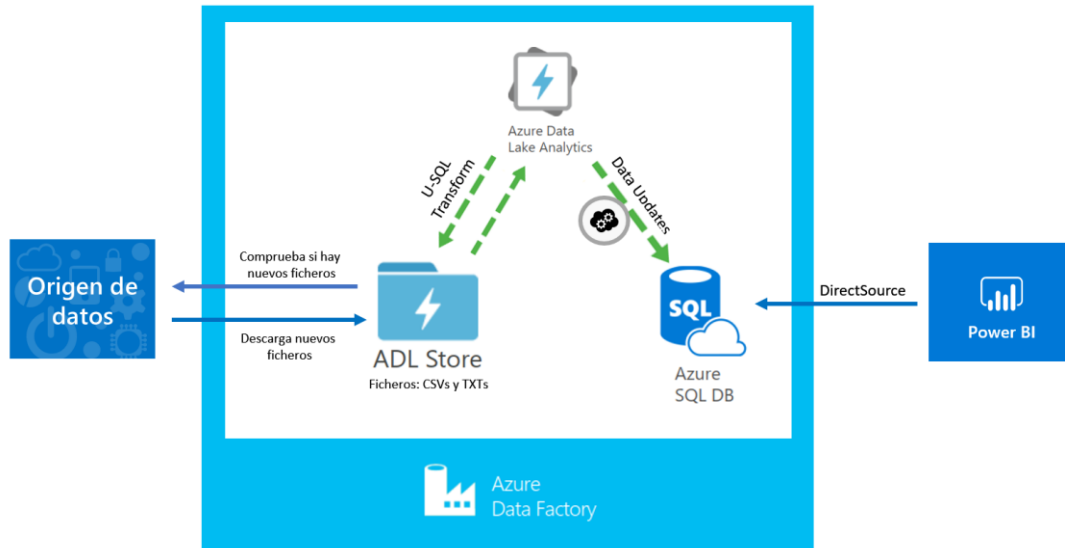 Azure Data
Lake Analytics
U-SQL
Transform
Data Updates
Origen de
datos
Comprueba si hay
nuevos ficheros
Descarga nuevos
ficheros
ADL Store
Ficheros: CSVs y TXTs
SQL
Azure
SQL DB
DirectSource
Power BI
Azure
Data Factory